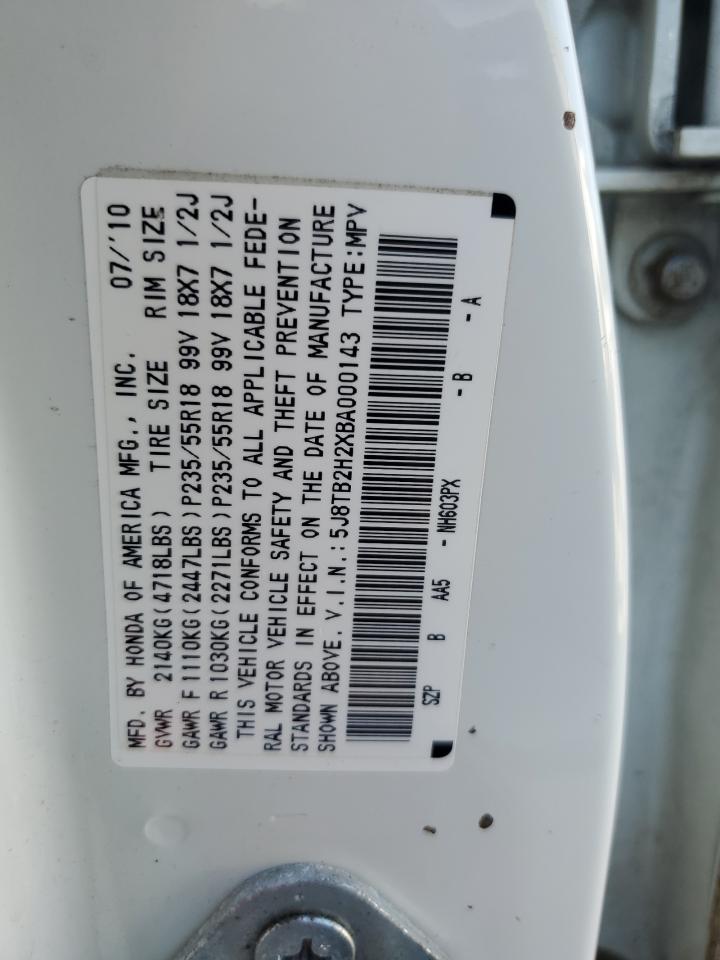 MFD. BY HONDA OF AMERICA MFG., INC. 07/'10
GVWR 2140KG(4718LBS) TIRE SIZE RIM SIZE
GAWR F 1110KG(2447LBS)P235/55R18 99V 18X7 1/2J
GAWR R 1030KG(2271LBS)P235/55R18 99V 18X7 1/2J
THIS VEHICLE CONFORMS TO ALL APPLICABLE FEDE-
RAL MOTOR VEHICLE SAFETY AND THEFT PREVENTION
STANDARDS IN EFFECT ON THE DATE OF MANUFACTURE
SHOWN ABOVE. V.I.N.:5J8TB2H2XBA000143 TYPE:MPV
SZP B AA5 - NH603PX - B - A